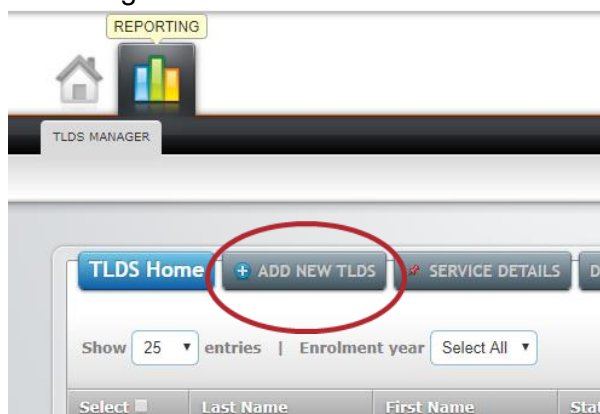 REPORTING
TLDS MANAGER
TLDS Home ADD NEW TLDS SERVICE DETAILS D
Show 25 entries | Enrolment year Select All
Select Last Name First Name Stat